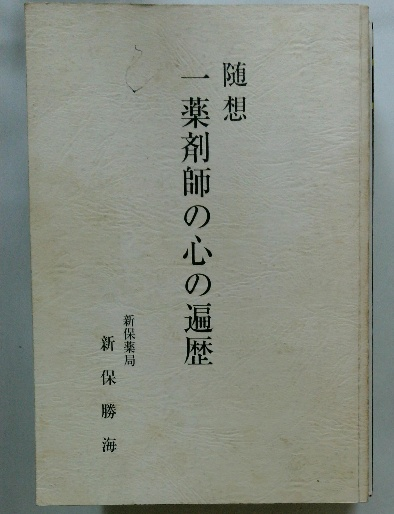 随想
一薬剤師の心の遍歴
新保薬局
新保勝海